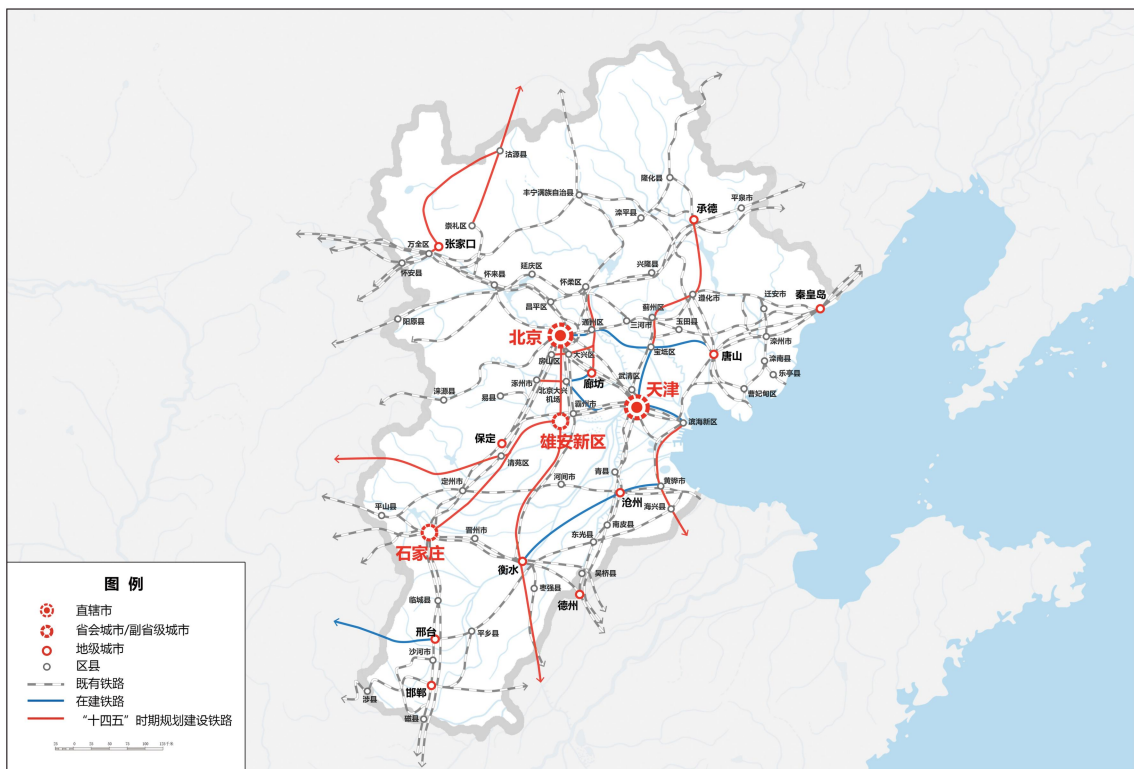 沽源县
隆化县
丰宁满族自治县
平泉市
承德
滦平县
崇礼区
张家口
万全区
怀安县
兴隆县
延庆区
怀来县
怀柔区
遵化市
迁安市
秦皇岛
昌平区
蓟州区
阳原县
通州区
三河市
玉田县
北京
滦州市
宝坻区
唐山
房山区
大兴区
滦南县
廊坊
武清区
乐亭县
涿州市
北京大兴
机场
天津
曹妃甸区
涞源县
易县
霸州市
滨海新区
雄安新区
保定
清苑区
青县
河间市
定州市
黄骅市
沧州
平山县
海兴县
南皮县
晋州市
东光县
石家庄
衡水
吴桥县
枣强县
德州
临城县
邢台
平乡县
沙河市
邯郸
涉县
磁县
图 例
直辖市
省会城市/副省级城市
地级城市
区县
既有铁路
在建铁路
“十四五”时期规划建设铁路